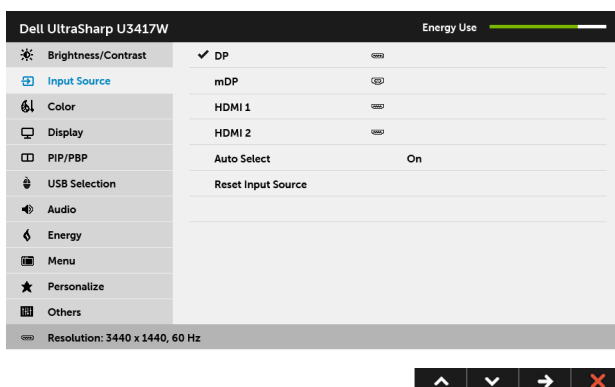 Dell UltraSharp U3417W
Energy Use
Brightness/Contrast
DP
Input Source
mDP
Color
HDMI 1
Display
HDMI 2
PIP/PBP
Auto Select On
USB Selection
Reset Input Source
Audio
Energy
Menu
Personalize
Others
Resolution: 3440 x 1440, 60 Hz